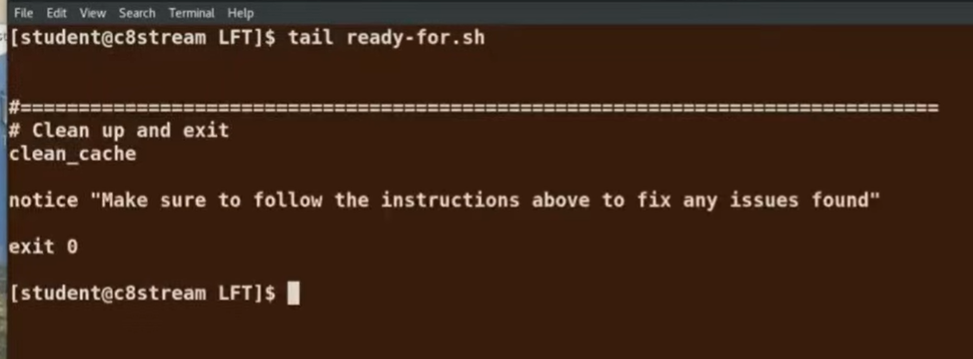 File Edit View Search Terminal Help
[student@c8stream LFT]$ tail ready-for.sh
#===============================================================================
# Clean up and exit
clean_cache
notice "Make sure to follow the instructions above to fix any issues found"
exit 0
[student@c8stream LFT]$